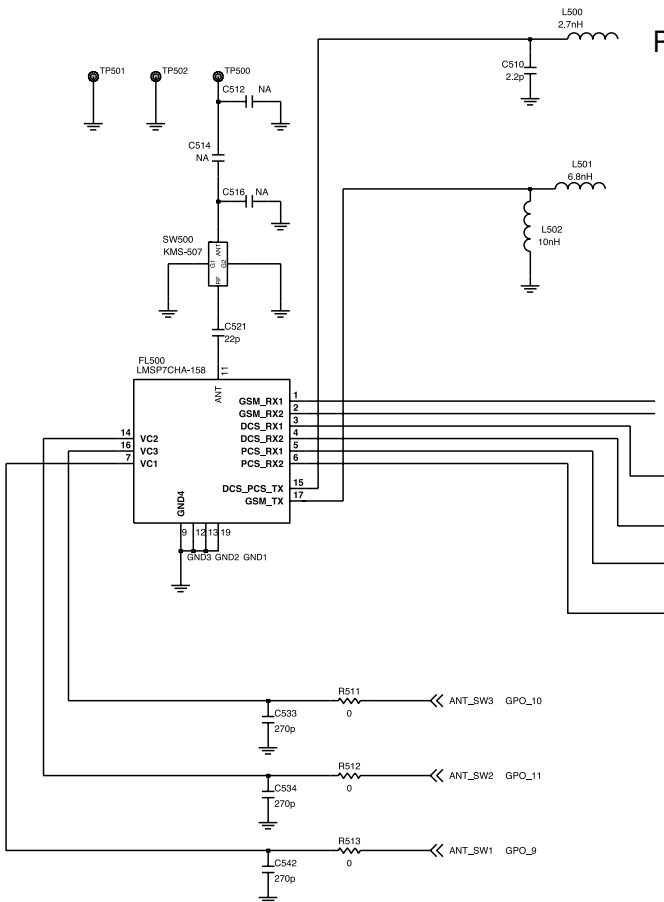 L500
2.7nH
C510
2.2p
TP501
TP502
TP500
C512 NA
C514
NA
C516 NA
L501
6.8nH
L502
10nH
SW500
KMS-507
ANT
G1
G2
RF
C521
22p
FL500
LMSP7CHA-158
11
ANT
GSM_RX1 1
GSM_RX2 2
DCS_RX1 3
14 VC2 DCS_RX2 4
16 VC3 PCS_RX1 5
7 VC1 PCS_RX2 6
DCS_PCS_TX 15
GSM_TX 17
GND4
9 12 13 19
GND3 GND2 GND1
R511
0
ANT_SW3 GPO_10
C533
270p
R512
0
ANT_SW2 GPO_11
C534
270p
R513
0
ANT_SW1 GPO_9
C542
270p